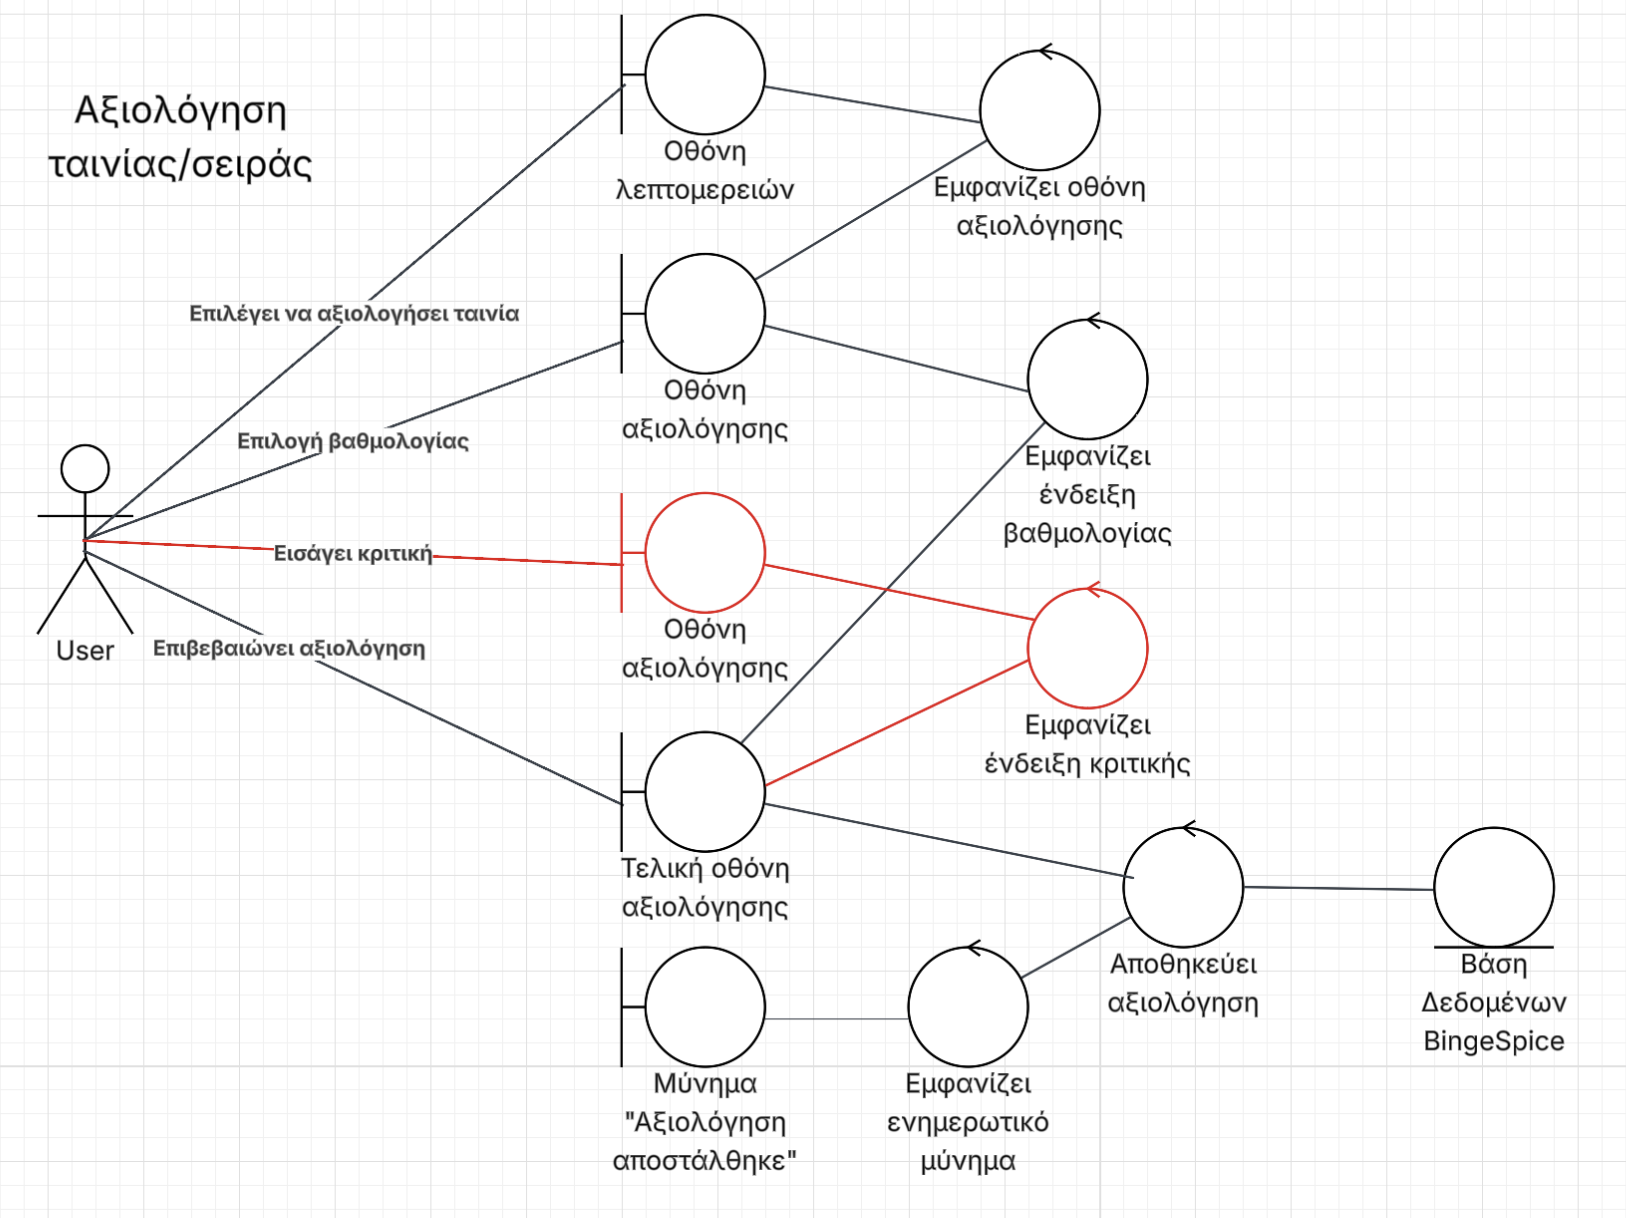 Αξιολόγηση
ταινίας/σειράς
Οθόνη
λεπτομερειών
Εμφανίζει οθόνη
αξιολόγησης
Επιλέγει να αξιολογήσει ταινία
Οθόνη
αξιολόγησης
Επιλογή βαθμολογίας
Εμφανίζει
ένδειξη
βαθμολογίας
Εισάγει κριτική
Οθόνη
αξιολόγησης
User
Επιβεβαιώνει αξιολόγηση
Εμφανίζει
ένδειξη κριτικής
Τελική οθόνη
αξιολόγησης
Αποθηκεύει
αξιολόγηση
Βάση
Δεδομένων
BingeSpice
Μύνημα
"Αξιολόγηση
αποστάλθηκε"
Εμφανίζει
ενημερωτικό
μύνημα